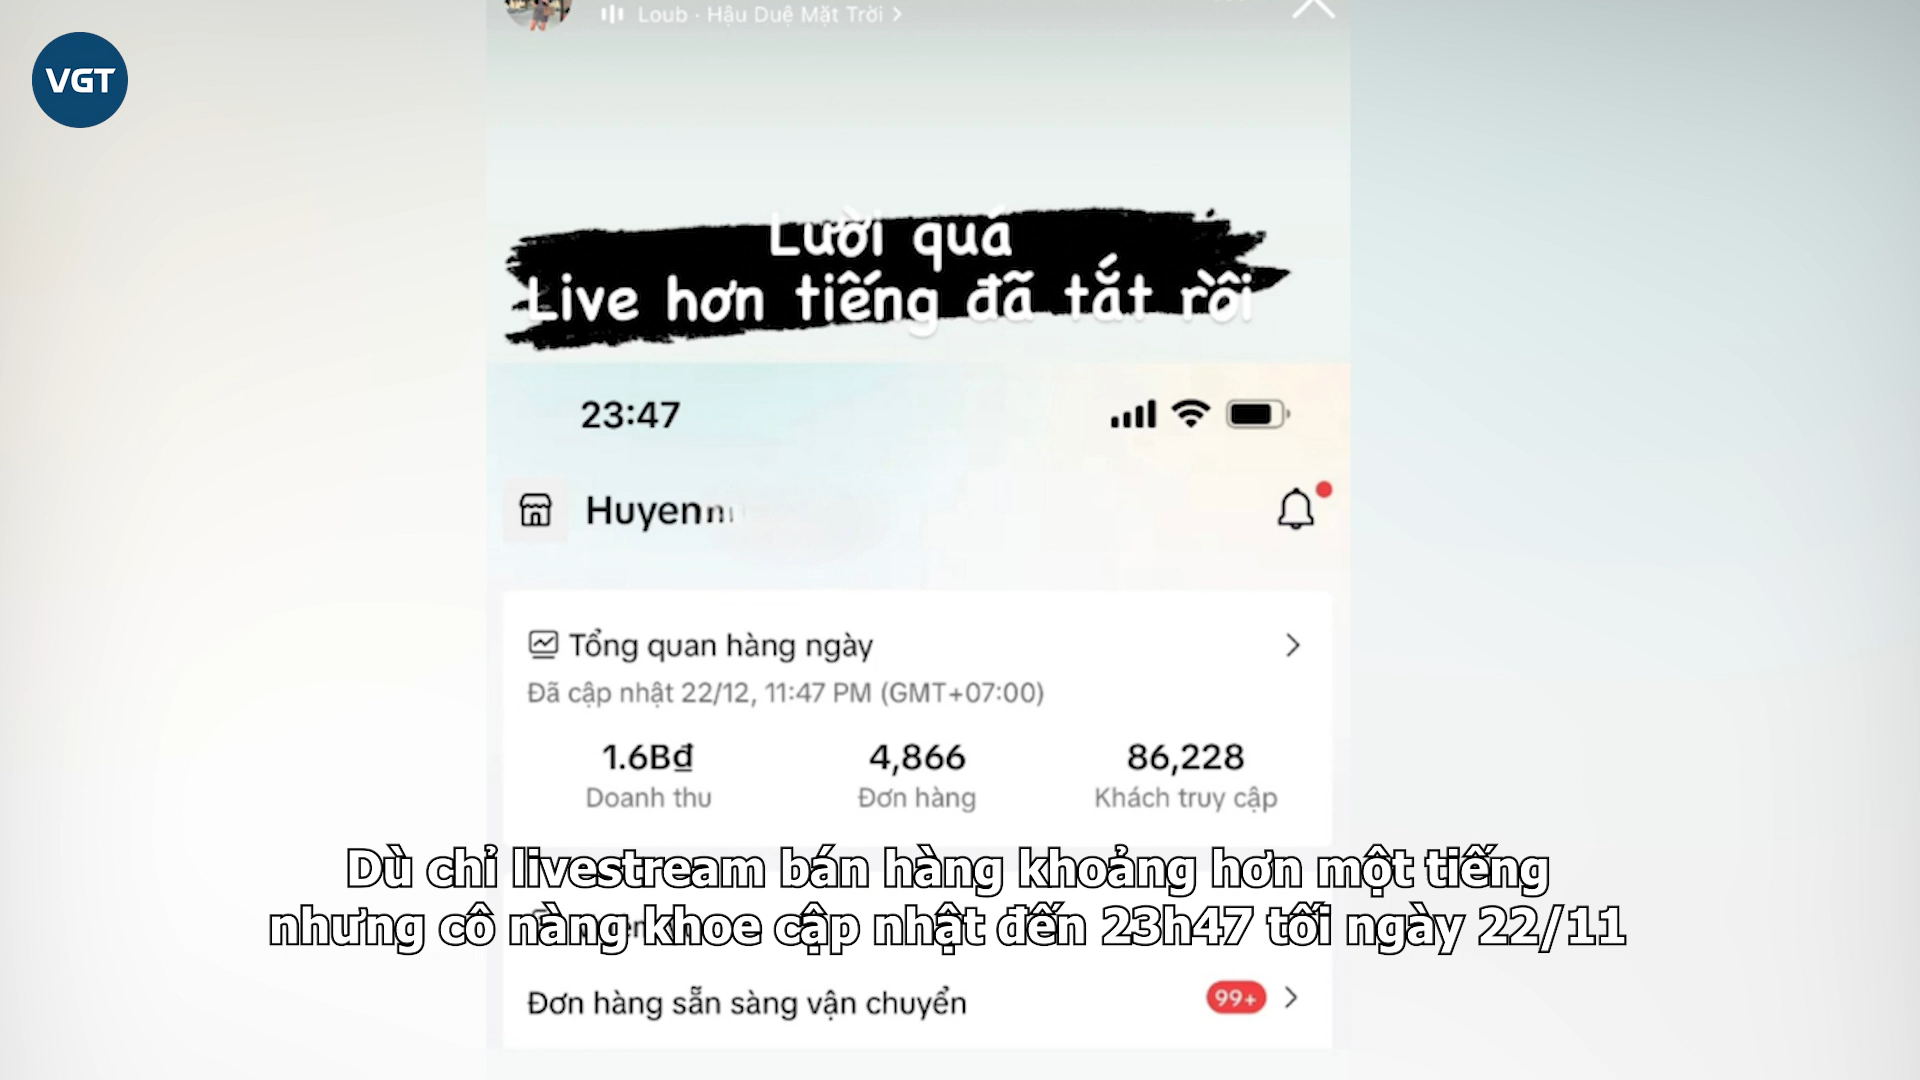 Loub · Hậu Duệ Mặt Trời >
VGT
Lười quá
Live hơn tiếng đã tắt rồi
23:47
Huyen
Tổng quan hàng ngày
Đã cập nhật 22/12, 11:47 PM (GMT+07:00)
1.6B₫ 4,866 86,228
Doanh thu Đơn hàng Khách truy cập
Dù chỉ livestream bán hàng khoảng hơn một tiếng
nhưng cô nàng khoe cập nhật đến 23h47 tối ngày 22/11
Đơn hàng sẵn sàng vận chuyển 99+